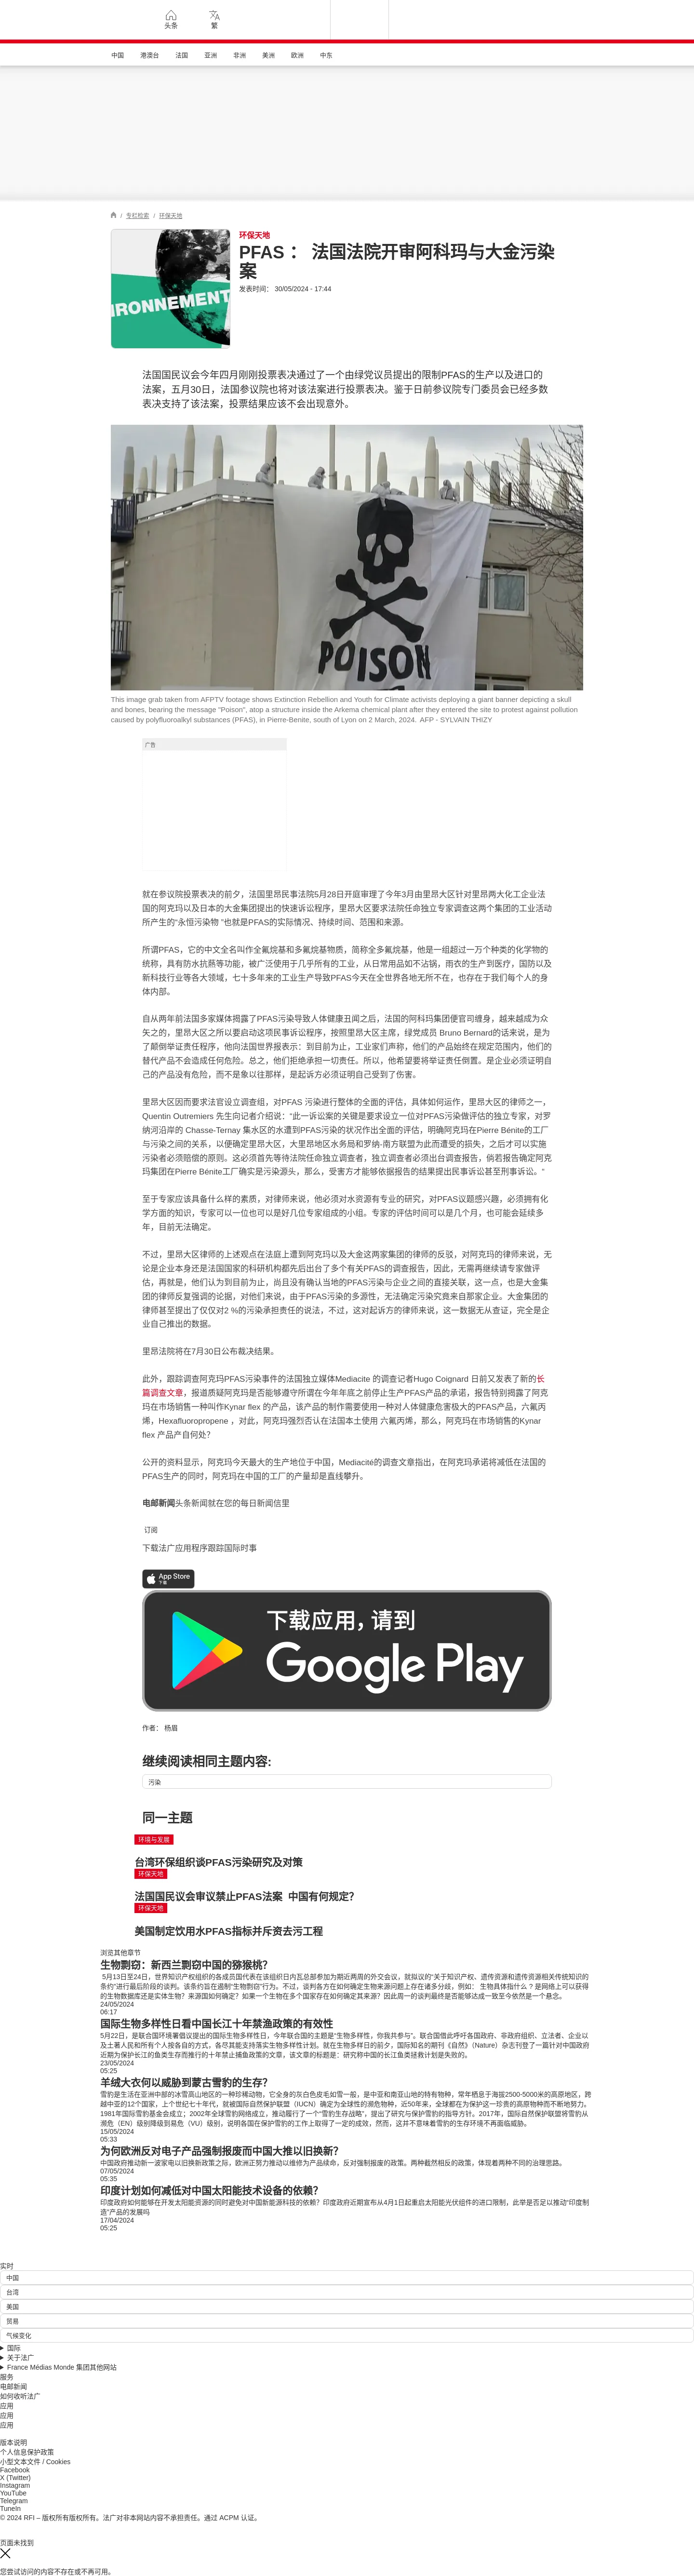 头条
繁
中国 港澳台 法国 亚洲 非洲 美洲 欧洲 中东
/ 专栏检索 / 环保天地
IRONNEMENT
环保天地
PFAS ： 法国法院开审阿科玛与大金污染
案
发表时间： 30/05/2024 - 17:44
法国国民议会今年四月刚刚投票表决通过了一个由绿党议员提出的限制PFAS的生产以及进口的
法案，五月30日，法国参议院也将对该法案进行投票表决。鉴于日前参议院专门委员会已经多数
表决支持了该法案，投票结果应该不会出现意外。
POISON
This image grab taken from AFPTV footage shows Extinction Rebellion and Youth for Climate activists deploying a giant banner depicting a skull
and bones, bearing the message "Poison", atop a structure inside the Arkema chemical plant after they entered the site to protest against pollution
caused by polyfluoroalkyl substances (PFAS), in Pierre-Benite, south of Lyon on 2 March, 2024. AFP - SYLVAIN THIZY
广告
就在参议院投票表决的前夕，法国里昂民事法院5月28日开庭审理了今年3月由里昂大区针对里昂两大化工企业法
国的阿克玛以及日本的大金集团提出的快速诉讼程序，里昂大区要求法院任命独立专家调查这两个集团的工业活动
所产生的“永恒污染物 ”也就是PFAS的实际情况、持续时间、范围和来源。
所谓PFAS，它的中文全名叫作全氟烷基和多氟烷基物质，简称全多氟烷基，他是一组超过一万个种类的化学物的
统称，具有防水抗燕等功能，被广泛使用于几乎所有的工业，从日常用品如不沾锅，雨衣的生产到医疗，国防以及
新科技行业等各大领域，七十多年来的工业生产导致PFAS今天在全世界各地无所不在，也存在于我们每个人的身
体内部。
自从两年前法国多家媒体揭露了PFAS污染导致人体健康丑闻之后，法国的阿科玛集团便官司缠身，越来越成为众
矢之的，里昂大区之所以要启动这项民事诉讼程序，按照里昂大区主席，绿党成员 Bruno Bernard的话来说，是为
了颠倒举证责任程序，他向法国世界报表示：到目前为止，工业家们声称，他们的产品始终在规定范围内，他们的
替代产品不会造成任何危险。总之，他们拒绝承担一切责任。所以，他希望要将举证责任倒置。是企业必须证明自
己的产品没有危险，而不是象以往那样，是起诉方必须证明自己受到了伤害。
里昂大区因而要求法官设立调查组，对PFAS 污染进行整体的全面的评估，具体如何运作，里昂大区的律师之一，
Quentin Outremiers 先生向记者介绍说：“此一诉讼案的关键是要求设立一位对PFAS污染做评估的独立专家，对罗
纳河沿岸的 Chasse-Ternay 集水区的水遭到PFAS污染的状况作出全面的评估，明确阿克玛在Pierre Bénite的工厂
与污染之间的关系，以便确定里昂大区，大里昂地区水务局和罗纳-南方联盟为此而遭受的损失，之后才可以实施
污染者必须赔偿的原则。这必须首先等待法院任命独立调查者，独立调查者必须出台调查报告，倘若报告确定阿克
玛集团在Pierre Bénite工厂确实是污染源头，那么，受害方才能够依据报告的结果提出民事诉讼甚至刑事诉讼。”
至于专家应该具备什么样的素质，对律师来说，他必须对水资源有专业的研究，对PFAS议题感兴趣，必须拥有化
学方面的知识，专家可以一位也可以是好几位专家组成的小组。专家的评估时间可以是几个月，也可能会延续多
年，目前无法确定。
不过，里昂大区律师的上述观点在法庭上遭到阿克玛以及大金这两家集团的律师的反驳，对阿克玛的律师来说，无
论是企业本身还是法国国家的科研机构都先后出台了多个有关PFAS的调查报告，因此，无需再继续请专家做评
估，再就是，他们认为到目前为止，尚且没有确认当地的PFAS污染与企业之间的直接关联，这一点，也是大金集
团的律师反复强调的论据，对他们来说，由于PFAS污染的多源性，无法确定污染究竟来自那家企业。大金集团的
律师甚至提出了仅仅对2 %的污染承担责任的说法，不过，这对起诉方的律师来说，这一数据无从查证，完全是企
业自己推出的数据。
里昂法院将在7月30日公布裁决结果。
此外，跟踪调查阿克玛PFAS污染事件的法国独立媒体Mediacite 的调查记者Hugo Coignard 日前又发表了新的长
篇调查文章，报道质疑阿克玛是否能够遵守所谓在今年年底之前停止生产PFAS产品的承诺，报告特别揭露了阿克
玛在市场销售一种叫作Kynar flex 的产品，该产品的制作需要使用一种对人体健康危害极大的PFAS产品，六氟丙
烯，Hexafluoropropene ，对此，阿克玛强烈否认在法国本土使用 六氟丙烯，那么，阿克玛在市场销售的Kynar
flex 产品产自何处？
公开的资料显示，阿克玛今天最大的生产地位于中国，Mediacité的调查文章指出，在阿克玛承诺将减低在法国的
PFAS生产的同时，阿克玛在中国的工厂的产量却是直线攀升。
电邮新闻头条新闻就在您的每日新闻信里
订阅
下载法广应用程序跟踪国际时事
App Store
下载
下载应用，请到
Google Play
作者： 杨眉
继续阅读相同主题内容:
污染
同一主题
环境与发展
台湾环保组织谈PFAS污染研究及对策
环保天地
法国国民议会审议禁止PFAS法案 中国有何规定？
环保天地
美国制定饮用水PFAS指标并斥资去污工程
浏览其他章节
生物剽窃：新西兰剽窃中国的猕猴桃？
5月13日至24日，世界知识产权组织的各成员国代表在该组织日内瓦总部参加为期近两周的外交会议，就拟议的“关于知识产权、遗传资源和遗传资源相关传统知识的
条约”进行最后阶段的谈判。该条约旨在遏制“生物剽窃”行为。不过，谈判各方在如何确定生物来源问题上存在诸多分歧，例如： 生物具体指什么？ 是网络上可以获得
的生物数据库还是实体生物？来源国如何确定？如果一个生物在多个国家存在如何确定其来源？因此周一的谈判最终是否能够达成一致至今依然是一个悬念。
24/05/2024
06:17
国际生物多样性日看中国长江十年禁渔政策的有效性
5月22日，是联合国环境署倡议提出的国际生物多样性日，今年联合国的主题是“生物多样性，你我共参与”。联合国借此呼吁各国政府、非政府组织、立法者、企业以
及土著人民和所有个人按各自的方式，各尽其能支持落实生物多样性计划。就在生物多样日的前夕，国际知名的期刊《自然》（Nature）杂志刊登了一篇针对中国政府
近期为保护长江的鱼类生存而推行的十年禁止捕鱼政策的文章，该文章的标题是：研究称中国的长江鱼类拯救计划是失败的。
23/05/2024
05:25
羊绒大衣何以威胁到蒙古雪豹的生存？
雪豹是生活在亚洲中部的冰雪高山地区的一种珍稀动物，它全身的灰白色皮毛如雪一般，是中亚和南亚山地的特有物种，常年栖息于海拔2500-5000米的高原地区，跨
越中亚的12个国家，上个世纪七十年代，就被国际自然保护联盟（IUCN）确定为全球性的濒危物种，近50年来，全球都在为保护这一珍贵的高原物种而不断地努力。
1981年国际雪豹基金会成立；2002年全球雪豹网络成立，推动履行了一个“雪豹生存战略”，提出了研究与保护雪豹的指导方针。2017年，国际自然保护联盟将雪豹从
濒危（EN）级别降级到易危（VU）级别，说明各国在保护雪豹的工作上取得了一定的成效，然而，这并不意味着雪豹的生存环境不再面临威胁。
15/05/2024
05:33
为何欧洲反对电子产品强制报废而中国大推以旧换新？
中国政府推动新一波家电以旧换新政策之际，欧洲正努力推动以维修为产品续命，反对强制报废的政策。两种截然相反的政策，体现着两种不同的治理思路。
07/05/2024
05:35
印度计划如何减低对中国太阳能技术设备的依赖？
印度政府如何能够在开发太阳能资源的同时避免对中国新能源科技的依赖？印度政府近期宣布从4月1日起重启太阳能光伏组件的进口限制，此举是否足以推动”印度制
造”产品的发展吗
17/04/2024
05:25
实时
中国
台湾
美国
贸易
气候变化
国际
关于法广
France Médias Monde 集团其他网站
服务
电邮新闻
如何收听法广
应用
应用
应用
版本说明
个人信息保护政策
小型文本文件 / Cookies
Facebook
X (Twitter)
Instagram
YouTube
Telegram
TuneIn
© 2024 RFI – 版权所有版权所有。法广对非本网站内容不承担责任。通过 ACPM 认证。
页面未找到
您尝试访问的内容不存在或不再可用。